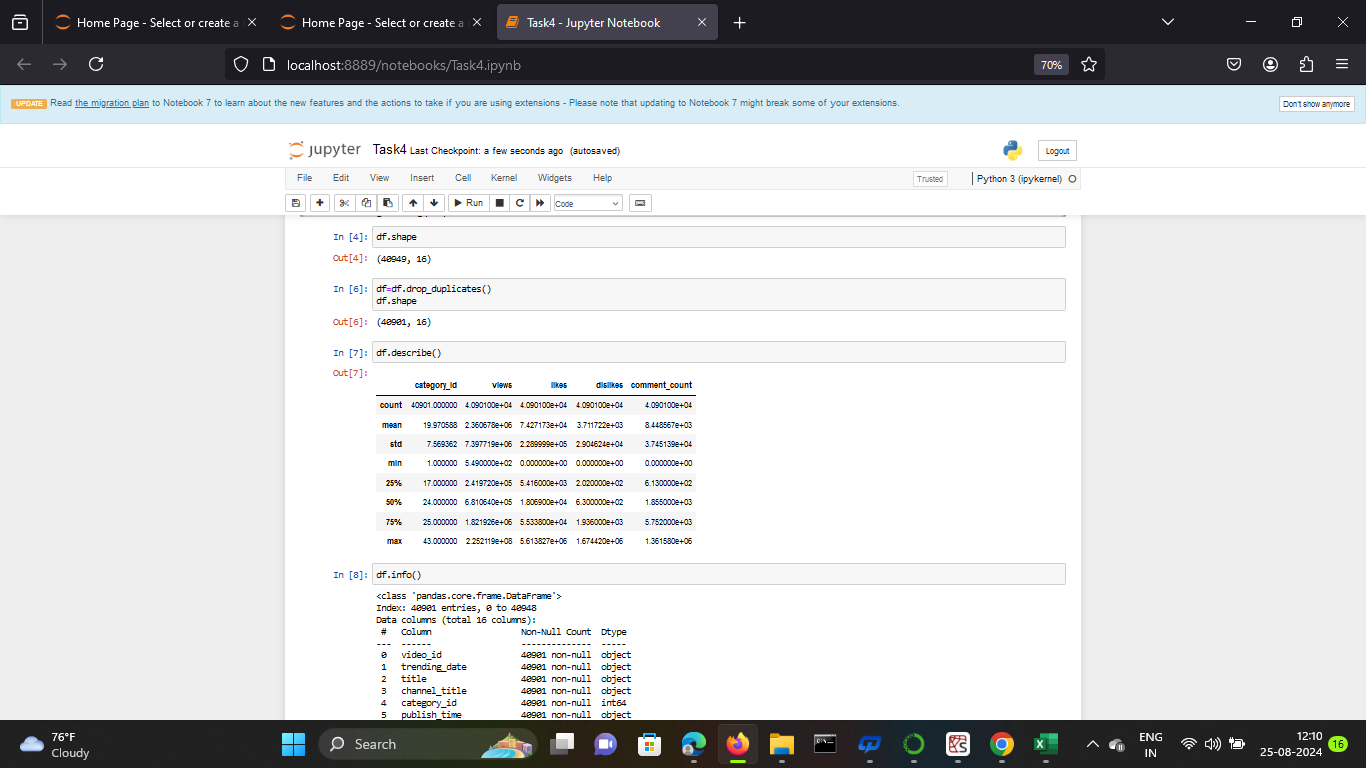 Home Page - Select or create a
Home Page - Select or create a
Task4 - Jupyter Notebook
localhost:8889/notebooks/Task4.ipynb
70%
UPDATE Read the migration plan to Notebook 7 to learn about the new features and the actions to take if you are using extensions - Please note that updating to Notebook 7 might break some of your extensions.
Don't show anymore
jupyter Task4 Last Checkpoint: a few seconds ago (autosaved)
Logout
File Edit View Insert Cell Kernel Widgets Help
Trusted
Python 3 (ipykernel)
Run
Code
In [4]: df.shape
Out[4]: (40949, 16)
In [6]: df=df.drop_duplicates()
df.shape
Out[6]: (40901, 16)
In [7]: df.describe()
Out[7]:
category_id views likes dislikes comment_count
count 40901.000000 4.090100e+04 4.090100e+04 4.090100e+04 4.090100e+04
mean 19.970588 2.360678e+06 7.427173e+04 3.711722e+03 8.448567e+03
std 7.569362 7.397719e+06 2.289999e+05 2.904624e+04 3.745139e+04
min 1.000000 5.490000e+02 0.000000e+00 0.000000e+00 0.000000e+00
25% 17.000000 2.419720e+05 5.416000e+03 2.020000e+02 6.130000e+02
50% 24.000000 6.810640e+05 1.806900e+04 6.300000e+02 1.855000e+03
75% 25.000000 1.821926e+06 5.533800e+04 1.936000e+03 5.752000e+03
max 43.000000 2.252119e+08 5.613827e+06 1.674420e+06 1.361580e+06
In [8]: df.info()
<class 'pandas.core.frame.DataFrame'>
Index: 40901 entries, 0 to 40948
Data columns (total 16 columns):
# Column Non-Null Count Dtype
--- ------ -------------- -----
0 video_id 40901 non-null object
1 trending_date 40901 non-null object
2 title 40901 non-null object
3 channel_title 40901 non-null object
4 category_id 40901 non-null int64
5 publish_time 40901 non-null object
76°F
Cloudy
Search
ENG
IN
12:10
25-08-2024
16